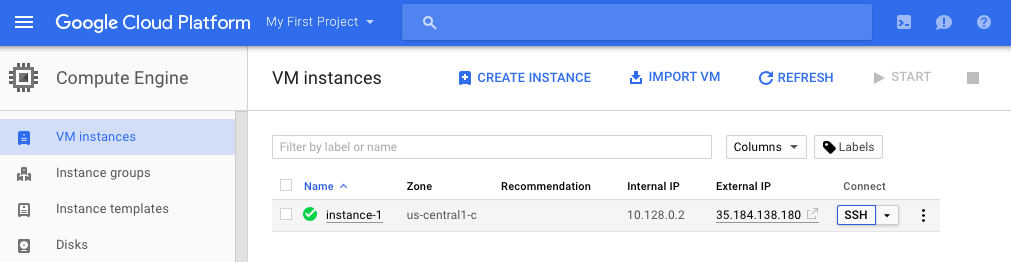 Google Cloud Platform My First Project
Compute Engine
VM instances CREATE INSTANCE IMPORT VM REFRESH START
VM instances
Instance groups
Instance templates
Disks
Filter by label or name Columns Labels
Name Zone Recommendation Internal IP External IP Connect
instance-1 us-central1-c 10.128.0.2 35.184.138.180 SSH